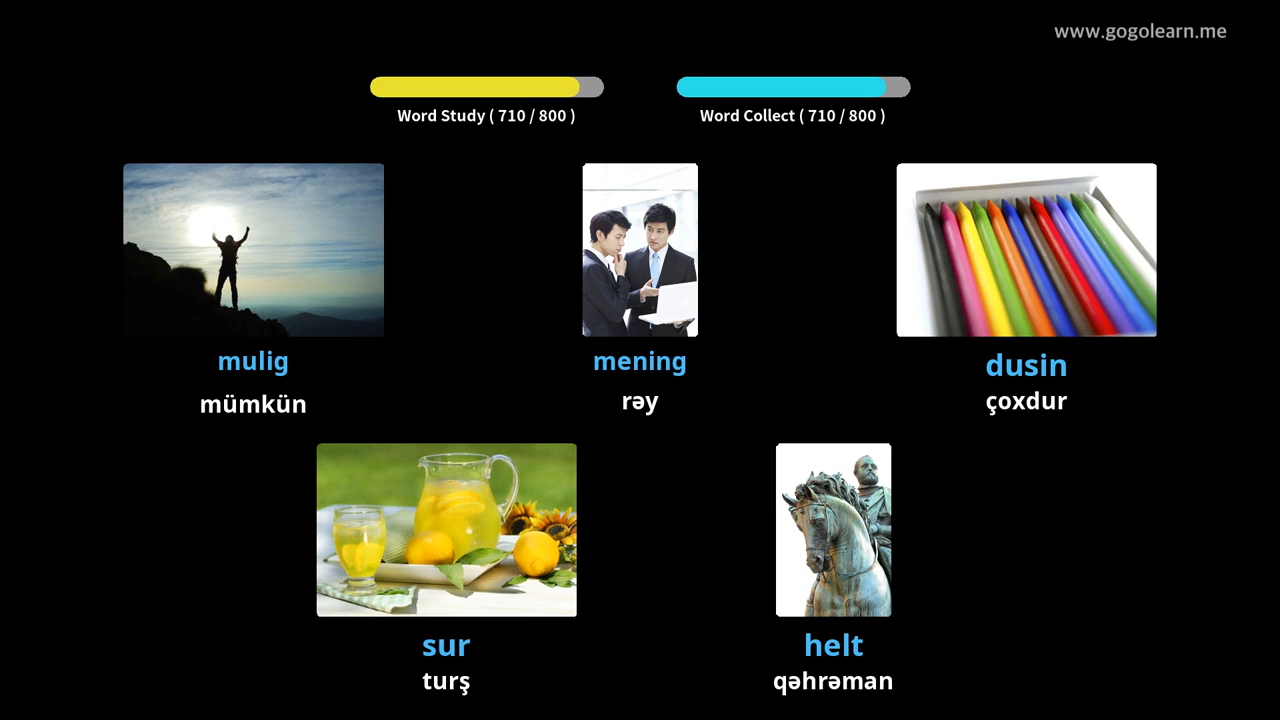 www.gogolearn.me
Word Study ( 710 / 800 )
Word Collect ( 710 / 800 )
mulig
mümkün
mening
rəy
dusin
çoxdur
sur
turş
helt
qəhrəman